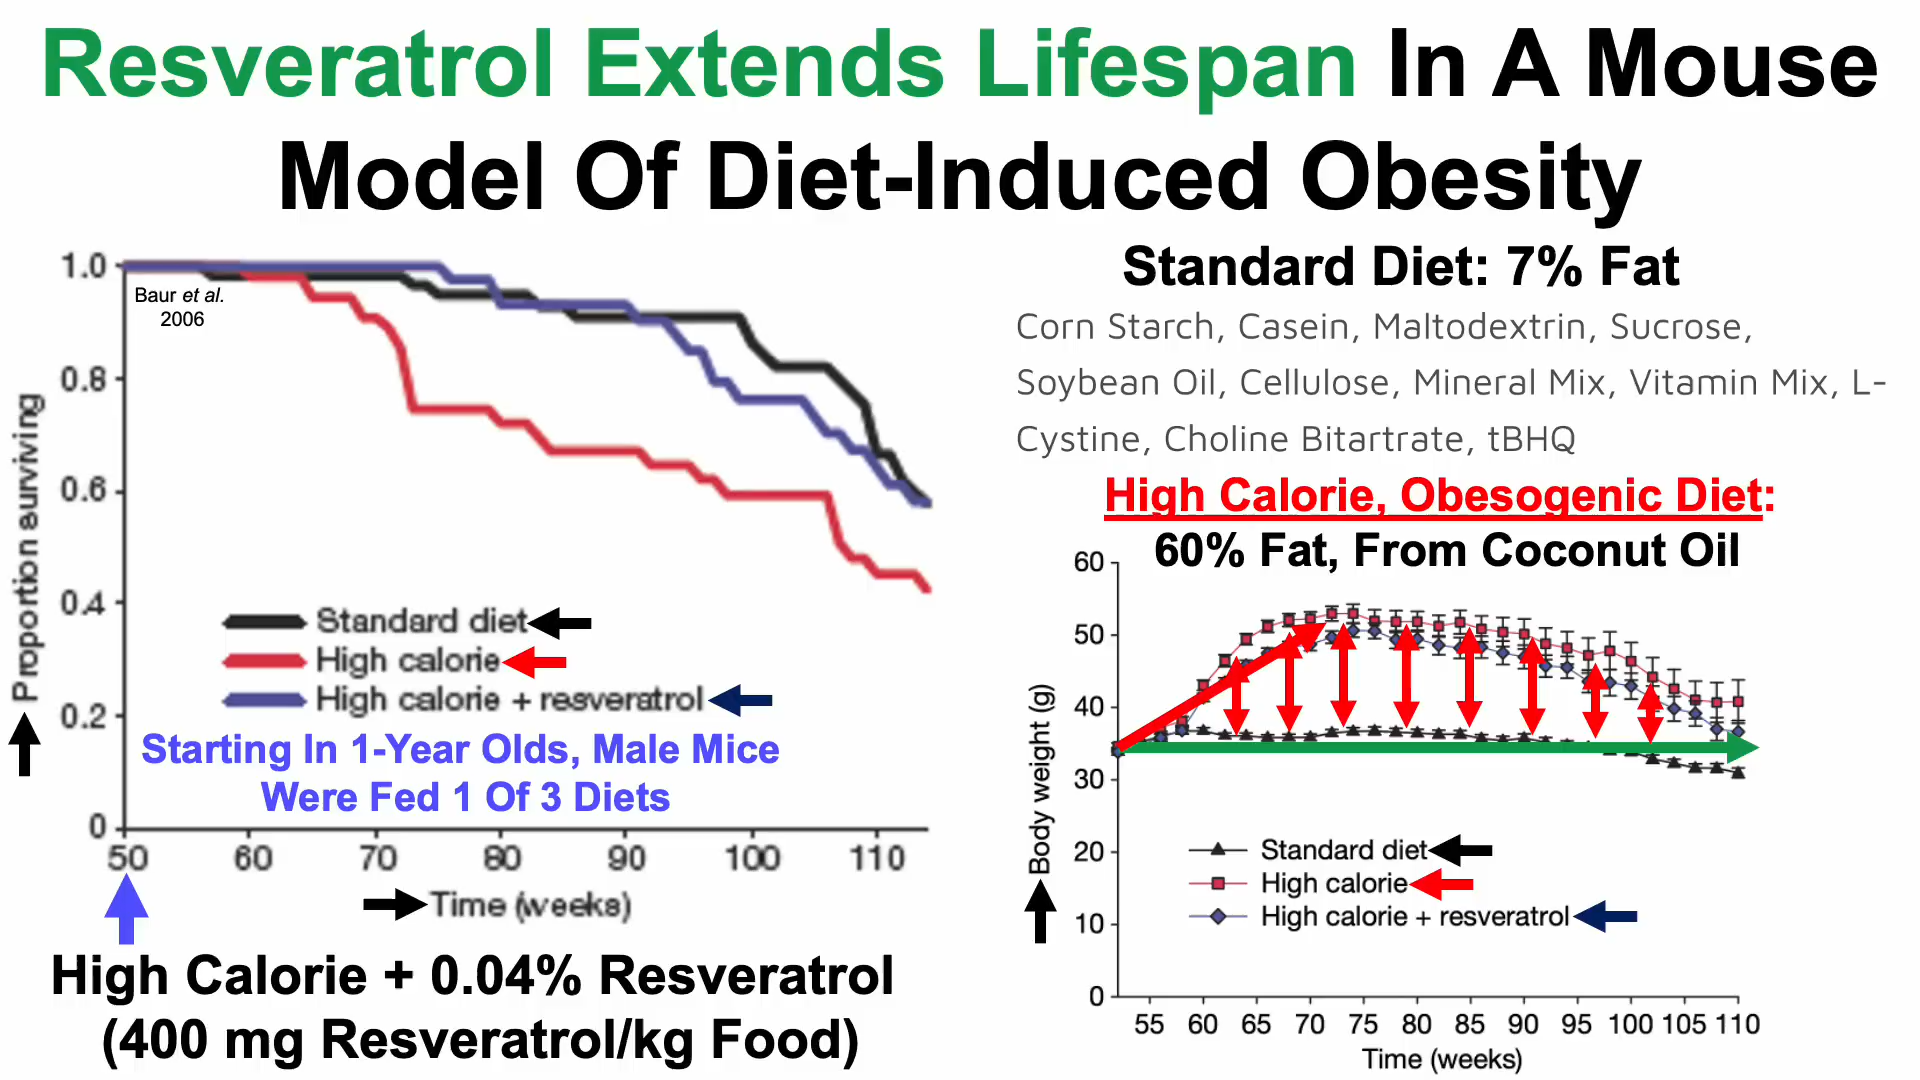 Resveratrol Extends Lifespan In A Mouse
Model Of Diet-Induced Obesity
1.0
0.8
0.6
0.4
0.2
0
Proportion surviving
Baur et al.
2006
Standard diet
High calorie
High calorie + resveratrol
Starting In 1-Year Olds, Male Mice
Were Fed 1 Of 3 Diets
50 60 70 80 90 100 110
Time (weeks)
High Calorie + 0.04% Resveratrol
(400 mg Resveratrol/kg Food)
Standard Diet: 7% Fat
Corn Starch, Casein, Maltodextrin, Sucrose,
Soybean Oil, Cellulose, Mineral Mix, Vitamin Mix, L-
Cystine, Choline Bitartrate, tBHQ
High Calorie, Obesogenic Diet:
60% Fat, From Coconut Oil
60
50
40
30
20
10
0
Body weight (g)
Standard diet
High calorie
High calorie + resveratrol
55 60 65 70 75 80 85 90 95 100 105 110
Time (weeks)